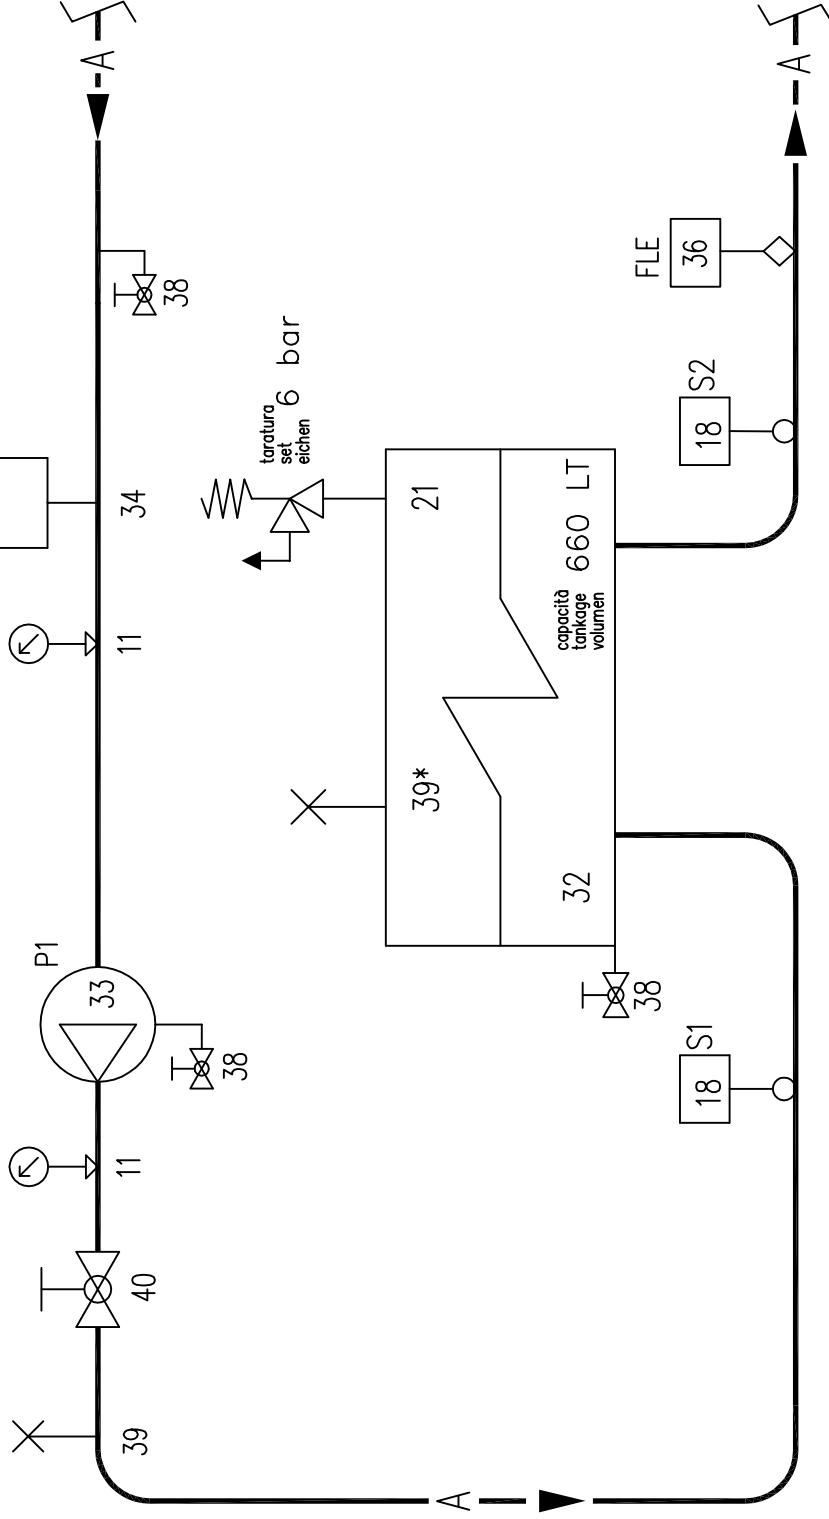 A
38
34
11
P1
33
38
11
40
39
taratura
set
eichen
6 bar
21
39*
32
38
capacità
tankage
volumen
660 LT
FLE
36
18
S2
18
S1
A
A